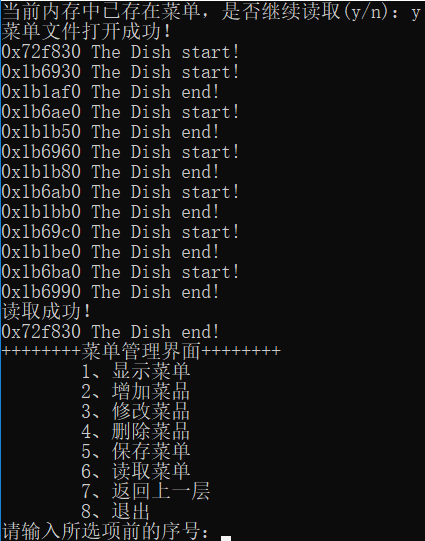 当前内存中已存在菜单，是否继续读取(y/n)：y
菜单文件打开成功！
0x72f830 The Dish start!
0x1b6930 The Dish start!
0x1b1af0 The Dish end!
0x1b6ae0 The Dish start!
0x1b1b50 The Dish end!
0x1b6960 The Dish start!
0x1b1b80 The Dish end!
0x1b6ab0 The Dish start!
0x1b1bb0 The Dish end!
0x1b69c0 The Dish start!
0x1b1be0 The Dish end!
0x1b6ba0 The Dish start!
0x1b6990 The Dish end!
读取成功！
0x72f830 The Dish end!
++++++++菜单管理界面++++++++
1、显示菜单
2、增加菜品
3、修改菜品
4、删除菜品
5、保存菜单
6、读取菜单
7、返回上一层
8、退出
请输入所选项前的序号：